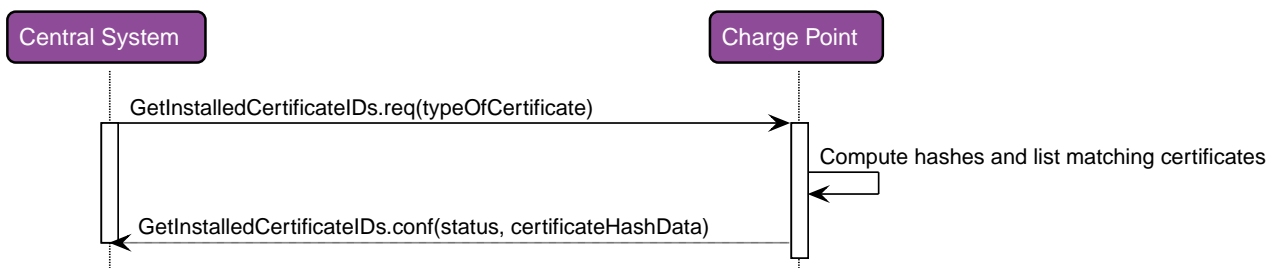 Central System
Charge Point
GetInstalledCertificateIDs.req(typeOfCertificate)
Compute hashes and list matching certificates
GetInstalledCertificateIDs.conf(status, certificateHashData)